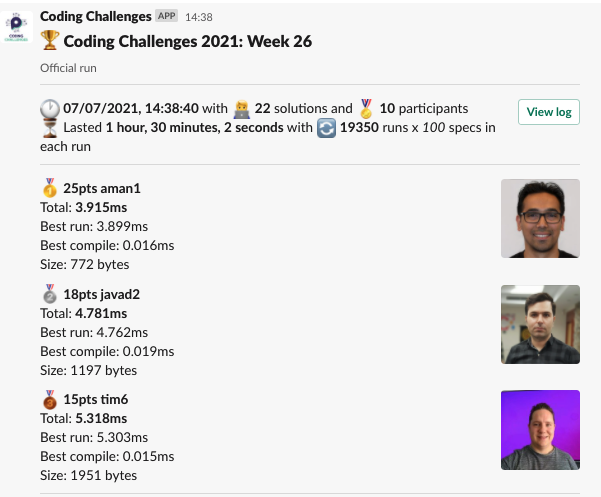 Coding Challenges APP 14:38
🏆 Coding Challenges 2021: Week 26
Official run
07/07/2021, 14:38:40 with 22 solutions and 10 participants
View log
Lasted 1 hour, 30 minutes, 2 seconds with 19350 runs x 100 specs in
each run
25pts aman1
Total: 3.915ms
Best run: 3.899ms
Best compile: 0.016ms
Size: 772 bytes
18pts javad2
Total: 4.781ms
Best run: 4.762ms
Best compile: 0.019ms
Size: 1197 bytes
15pts tim6
Total: 5.318ms
Best run: 5.303ms
Best compile: 0.015ms
Size: 1951 bytes